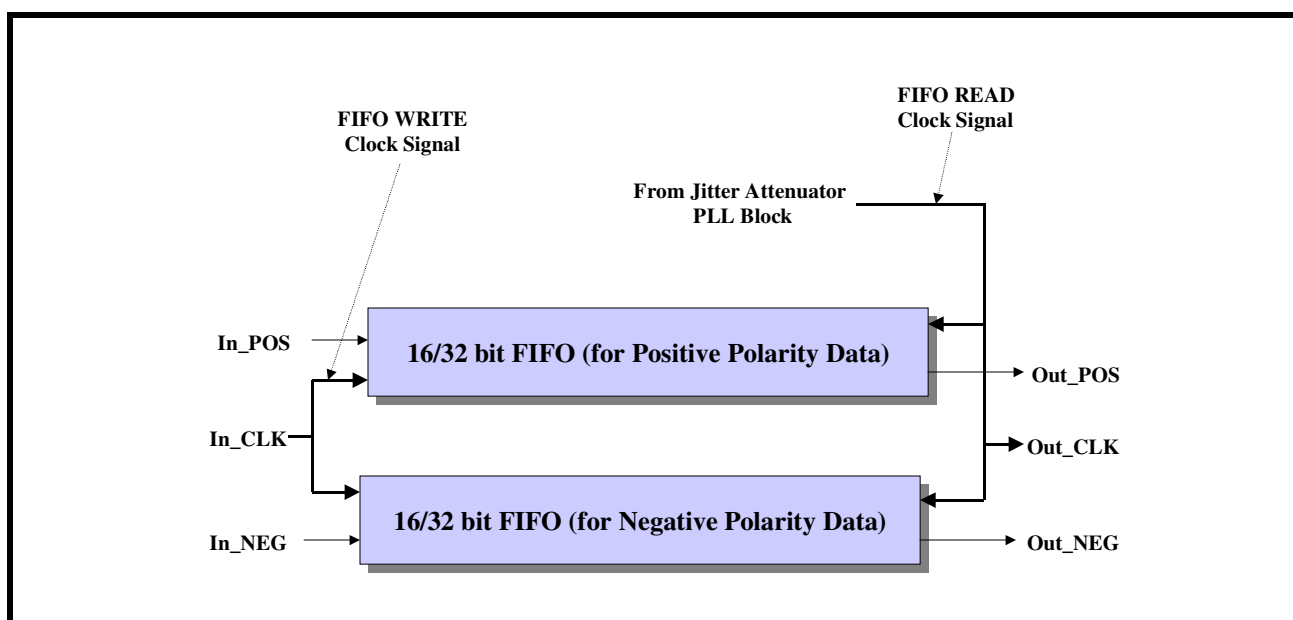 FIFO READ
Clock Signal
FIFO WRITE
Clock Signal
From Jitter Attenuator
PLL Block
In_POS
16/32 bit FIFO (for Positive Polarity Data)
Out_POS
In_CLK
Out_CLK
16/32 bit FIFO (for Negative Polarity Data)
In_NEG
Out_NEG